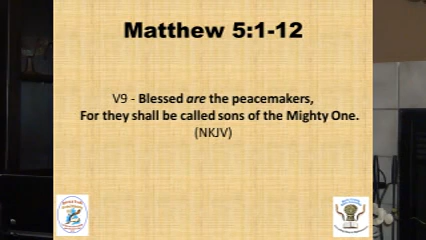 Matthew 5:1-12
V9 - Blessed are the peacemakers,
For they shall be called sons of the Mighty One.
(NKJV)